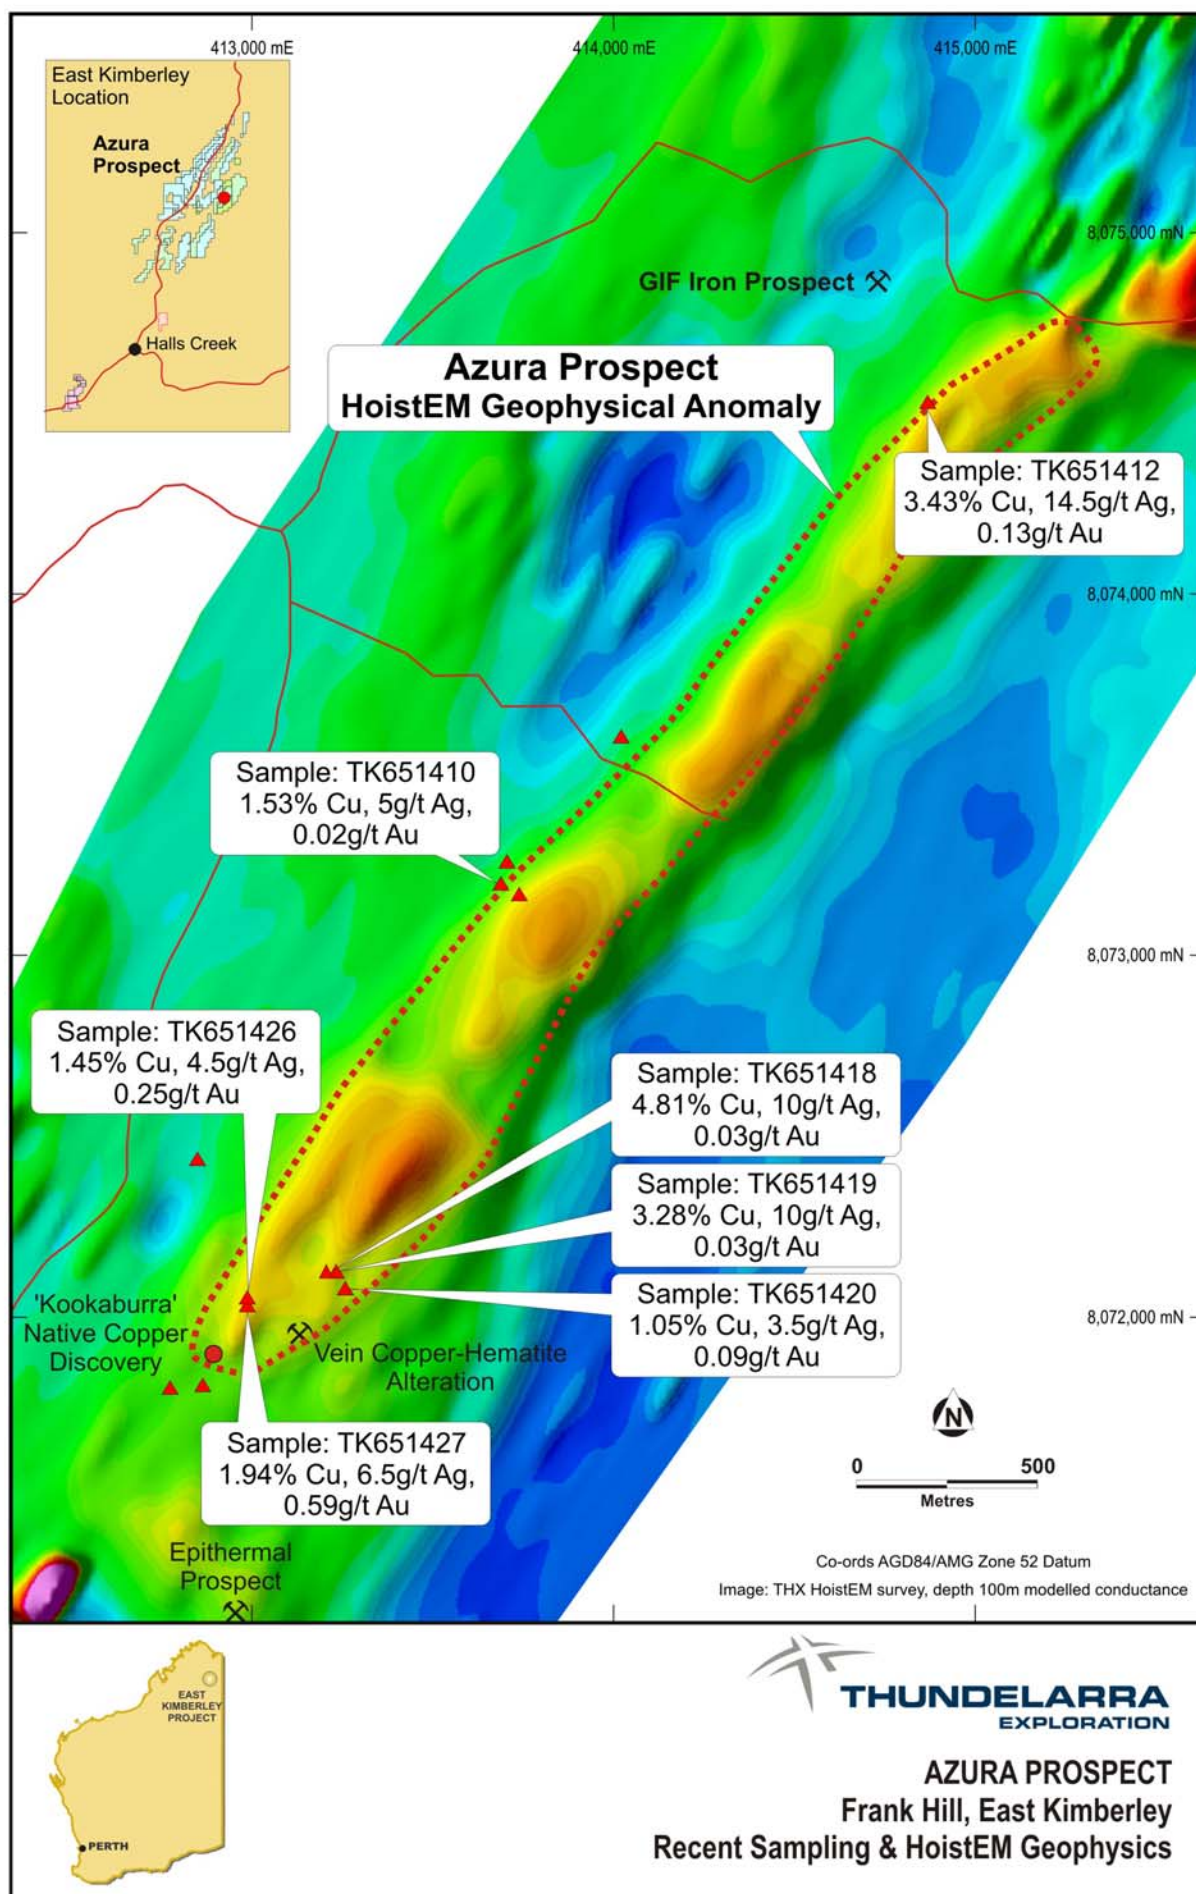 413,000 mE
414,000 mE
415,000 mE
East Kimberley
Location
Azura
Prospect
Halls Creek
8,075,000 mN
GIF Iron Prospect
Azura Prospect
HoistEM Geophysical Anomaly
Sample: TK651412
3.43% Cu, 14.5g/t Ag,
0.13g/t Au
8,074,000 mN
Sample: TK651410
1.53% Cu, 5g/t Ag,
0.02g/t Au
8,073,000 mN
Sample: TK651426
1.45% Cu, 4.5g/t Ag,
0.25g/t Au
Sample: TK651418
4.81% Cu, 10g/t Ag,
0.03g/t Au
Sample: TK651419
3.28% Cu, 10g/t Ag,
0.03g/t Au
Sample: TK651420
1.05% Cu, 3.5g/t Ag,
0.09g/t Au
8,072,000 mN
'Kookaburra'
Native Copper
Discovery
Vein Copper-Hematite
Alteration
Sample: TK651427
1.94% Cu, 6.5g/t Ag,
0.59g/t Au
N
0 500
Metres
Epithermal
Prospect
Co-ords AGD84/AMG Zone 52 Datum
Image: THX HoistEM survey, depth 100m modelled conductance
EAST
KIMBERLEY
PROJECT
PERTH
THUNDELARRA
EXPLORATION
AZURA PROSPECT
Frank Hill, East Kimberley
Recent Sampling & HoistEM Geophysics